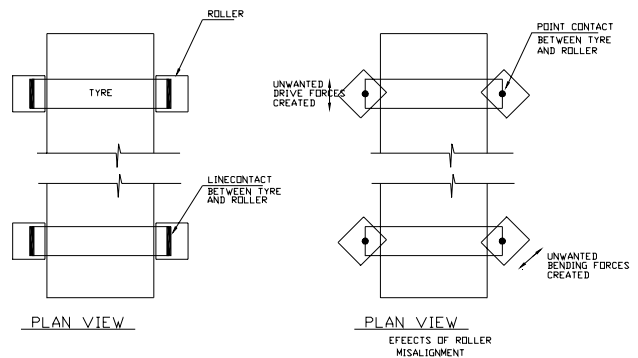 ROLLER
TYRE
LINECONTACT
BETWEEN TYRE
AND ROLLER
PLAN VIEW
POINT CONTACT
BETWEEN TYRE
AND ROLLER
UNWANTED
DRIVE FORCES
CREATED
UNWANTED
BENDING FORCES
CREATED
PLAN VIEW
EFEECTS OF ROLLER
MISALIGNMENT